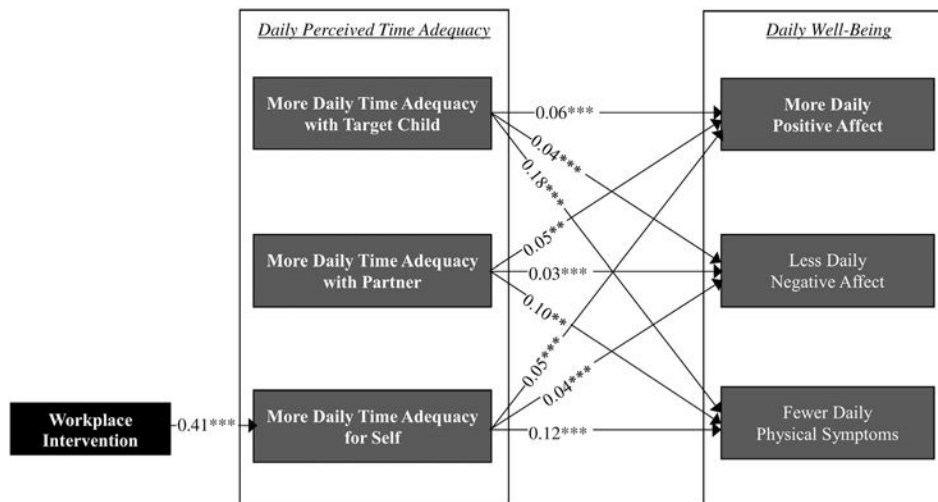 Daily Perceived Time Adequacy
Daily Well-Being
More Daily Time Adequacy
with Target Child
0.06***
More Daily
Positive Affect
0.04***
0.18***
0.05**
More Daily Time Adequacy
with Partner
0.03***
Less Daily
Negative Affect
0.10**
0.05***
0.04***
Workplace
Intervention
0.41***
More Daily Time Adequacy
for Self
0.12***
Fewer Daily
Physical Symptoms